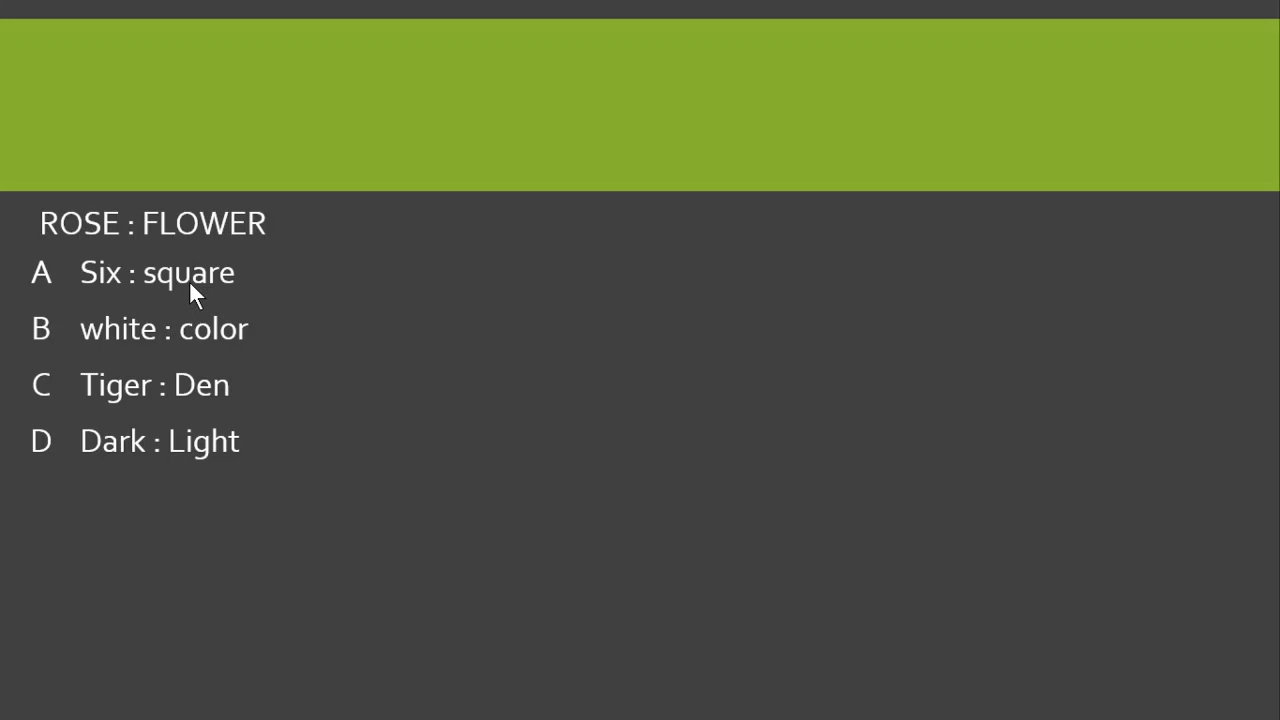 ROSE : FLOWER
A Six : square
B white : color
C Tiger : Den
D Dark : Light